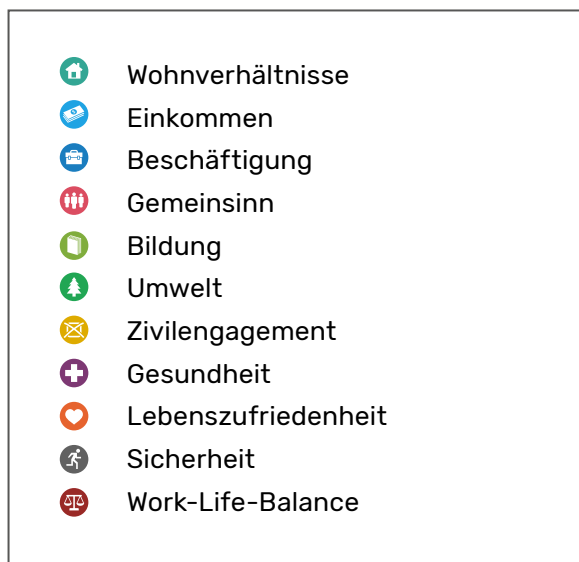 Wohnverhältnisse
Einkommen
Beschäftigung
Gemeinsinn
Bildung
Umwelt
Zivilengagement
Gesundheit
Lebenszufriedenheit
Sicherheit
Work-Life-Balance